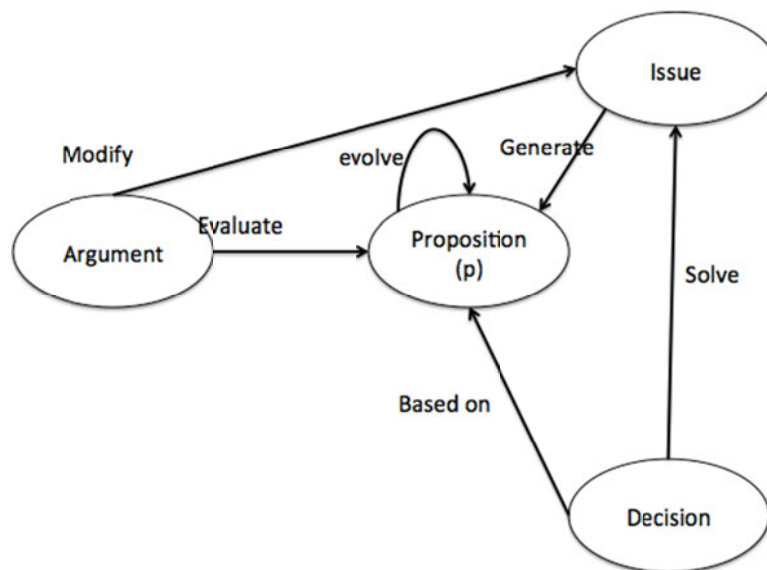 Issue
Modify
evolve
Generate
Evaluate
Argument
Proposition
(p)
Solve
Based on
Decision